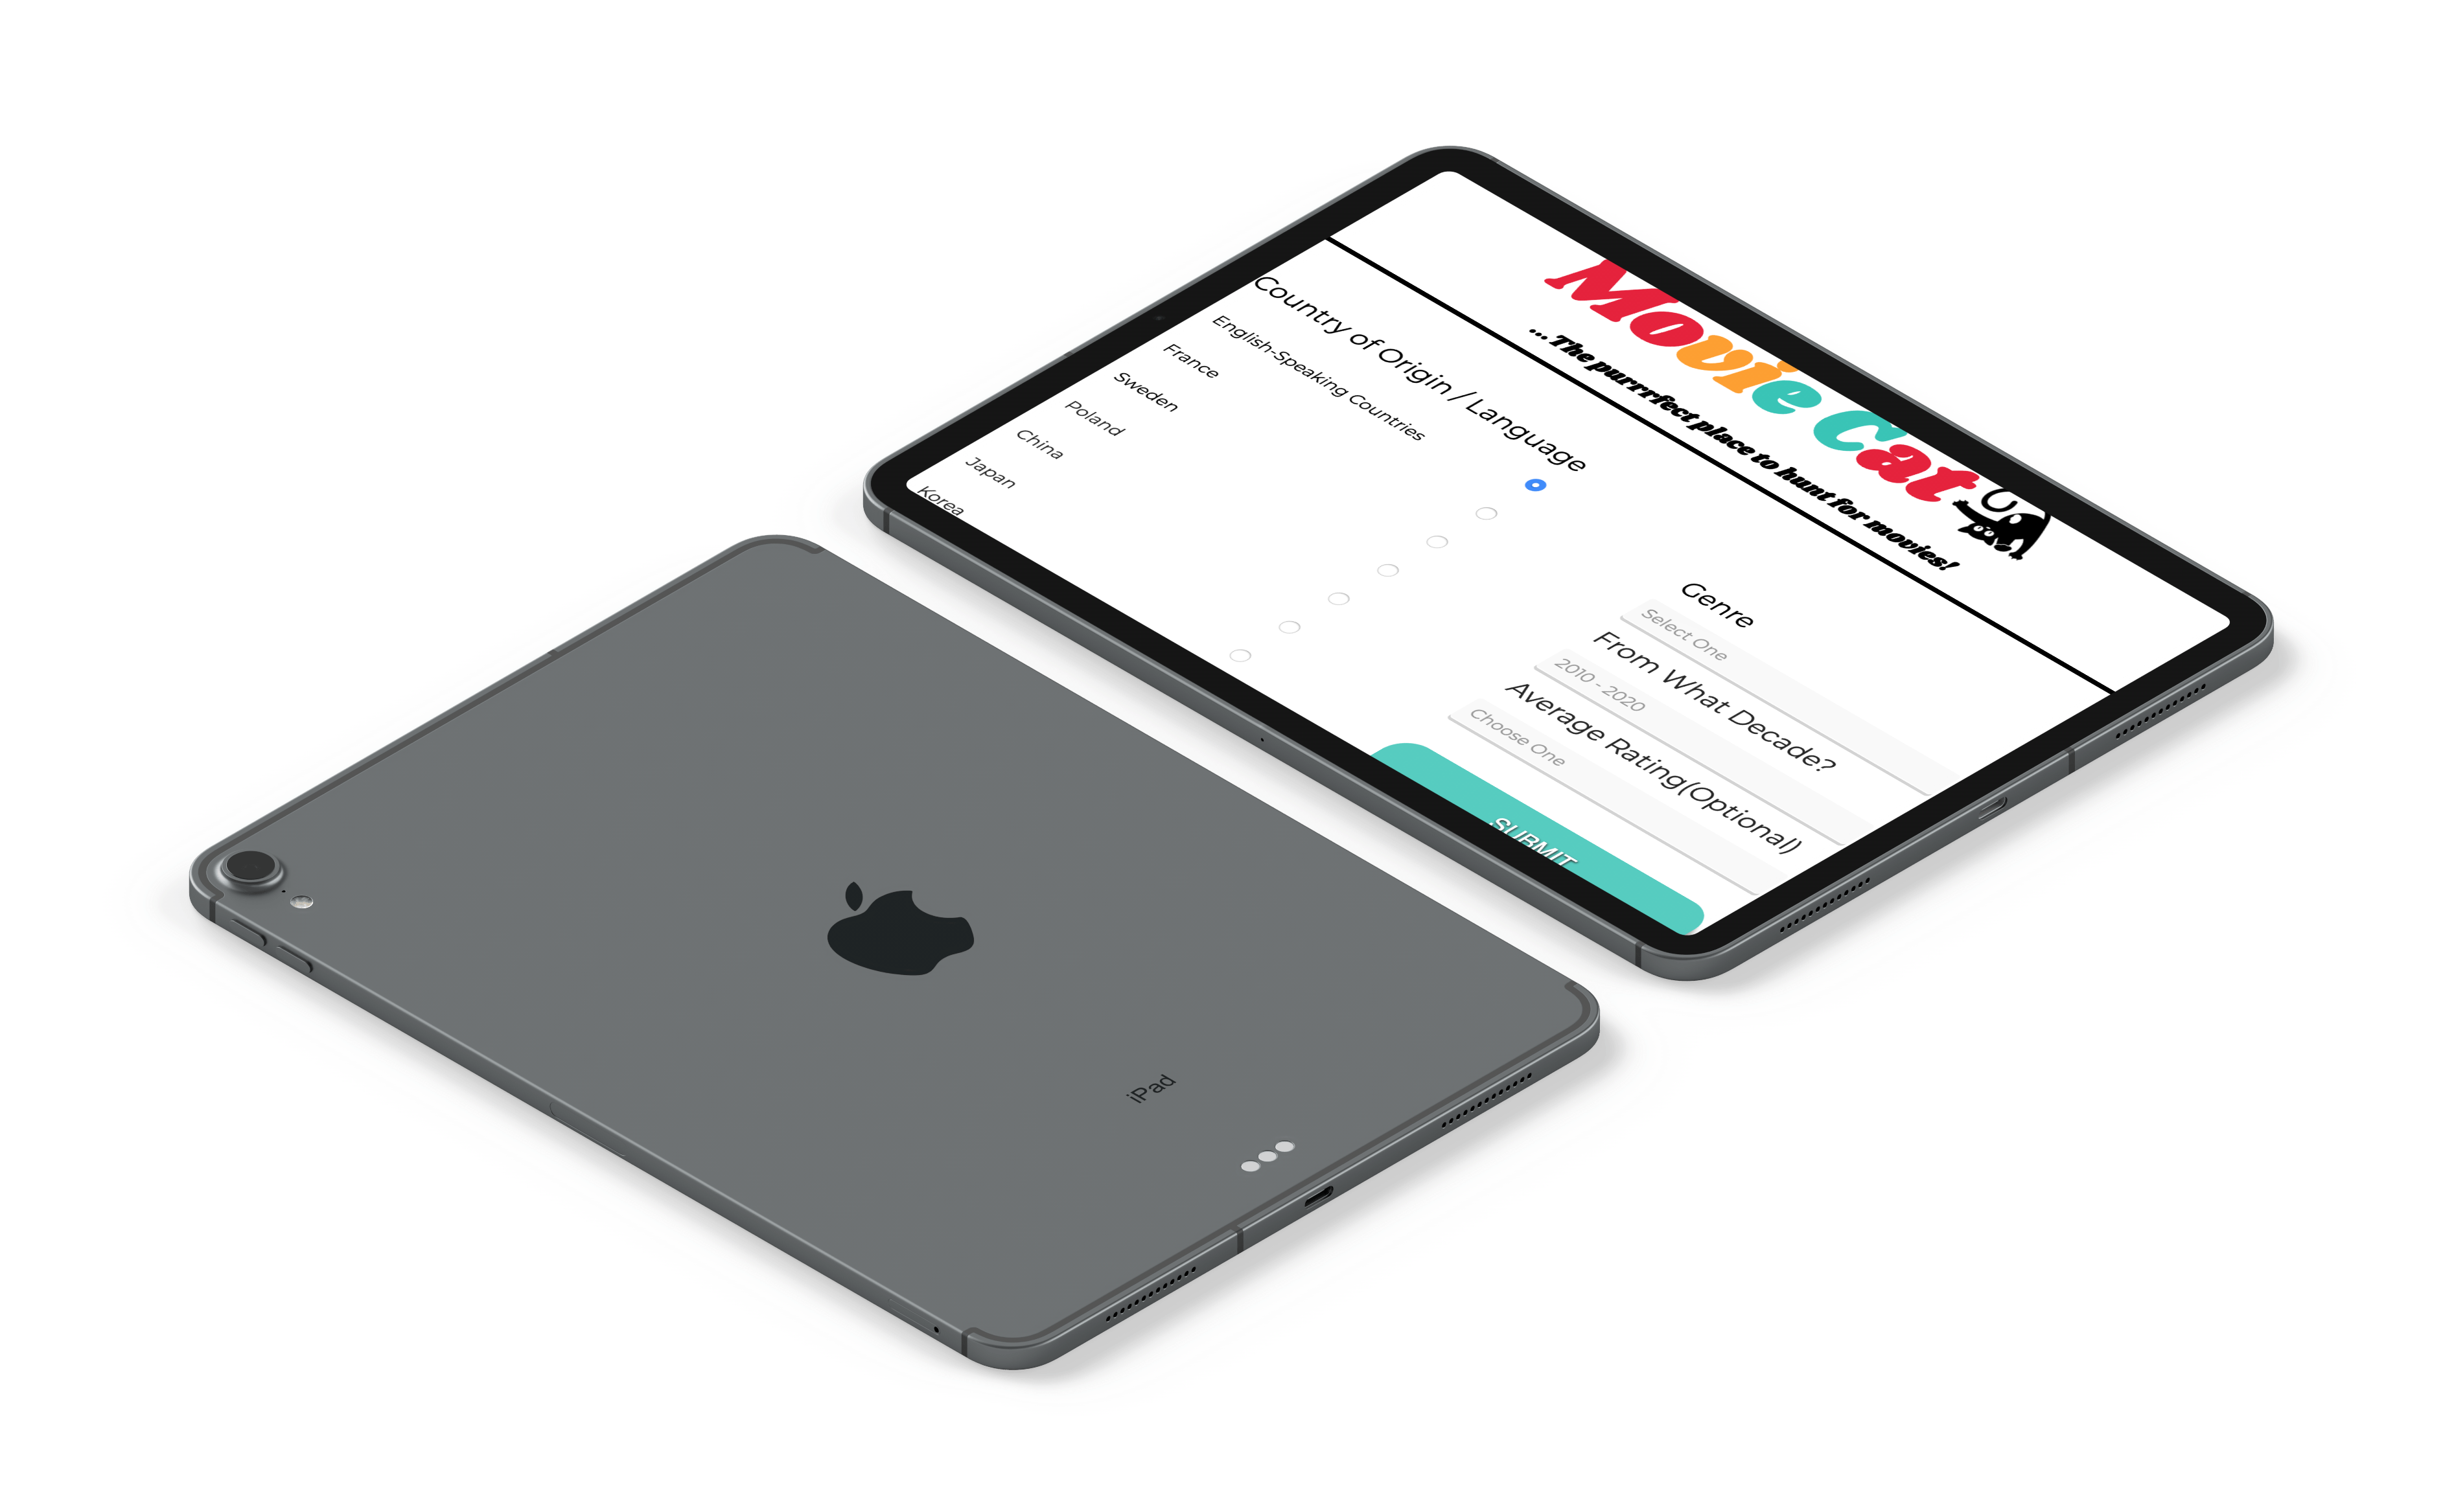 Movie Cat
... The purrrfect place to hunt for movies!
Country of Origin / Language
English-Speaking Countries
France
Sweden
Poland
China
Japan
Korea
Genre
Select One
From What Decade?
2010 - 2020
Average Rating(Optional)
Choose One
SUBMIT
iPad